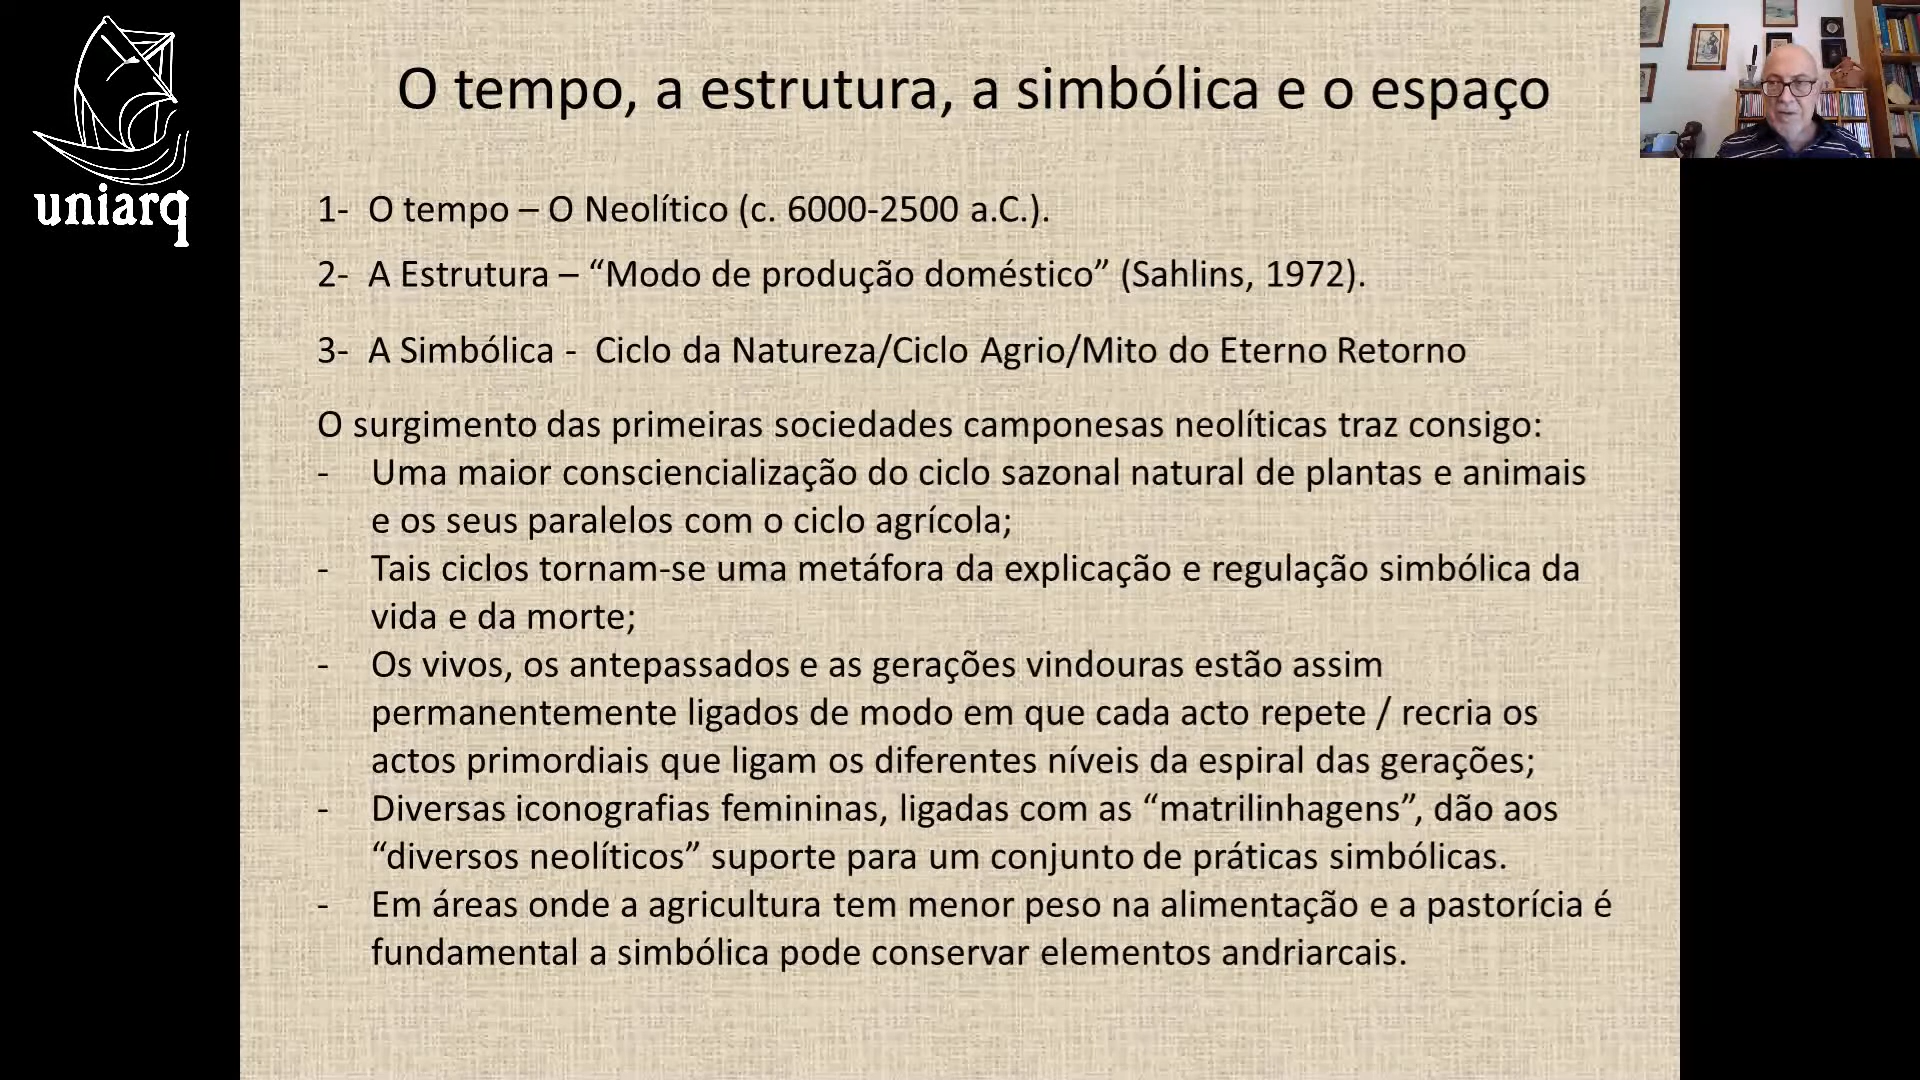 uniarq
O tempo, a estrutura, a simbólica e o espaço
1- O tempo – O Neolítico (c. 6000-2500 a.C.).
2- A Estrutura – “Modo de produção doméstico” (Sahlins, 1972).
3- A Simbólica - Ciclo da Natureza/Ciclo Agrio/Mito do Eterno Retorno
O surgimento das primeiras sociedades camponesas neolíticas traz consigo:
- Uma maior consciencialização do ciclo sazonal natural de plantas e animais
e os seus paralelos com o ciclo agrícola;
- Tais ciclos tornam-se uma metáfora da explicação e regulação simbólica da
vida e da morte;
- Os vivos, os antepassados e as gerações vindouras estão assim
permanentemente ligados de modo em que cada acto repete / recria os
actos primordiais que ligam os diferentes níveis da espiral das gerações;
- Diversas iconografias femininas, ligadas com as “matrilinhagens”, dão aos
“diversos neolíticos” suporte para um conjunto de práticas simbólicas.
- Em áreas onde a agricultura tem menor peso na alimentação e a pastorícia é
fundamental a simbólica pode conservar elementos andriarcais.